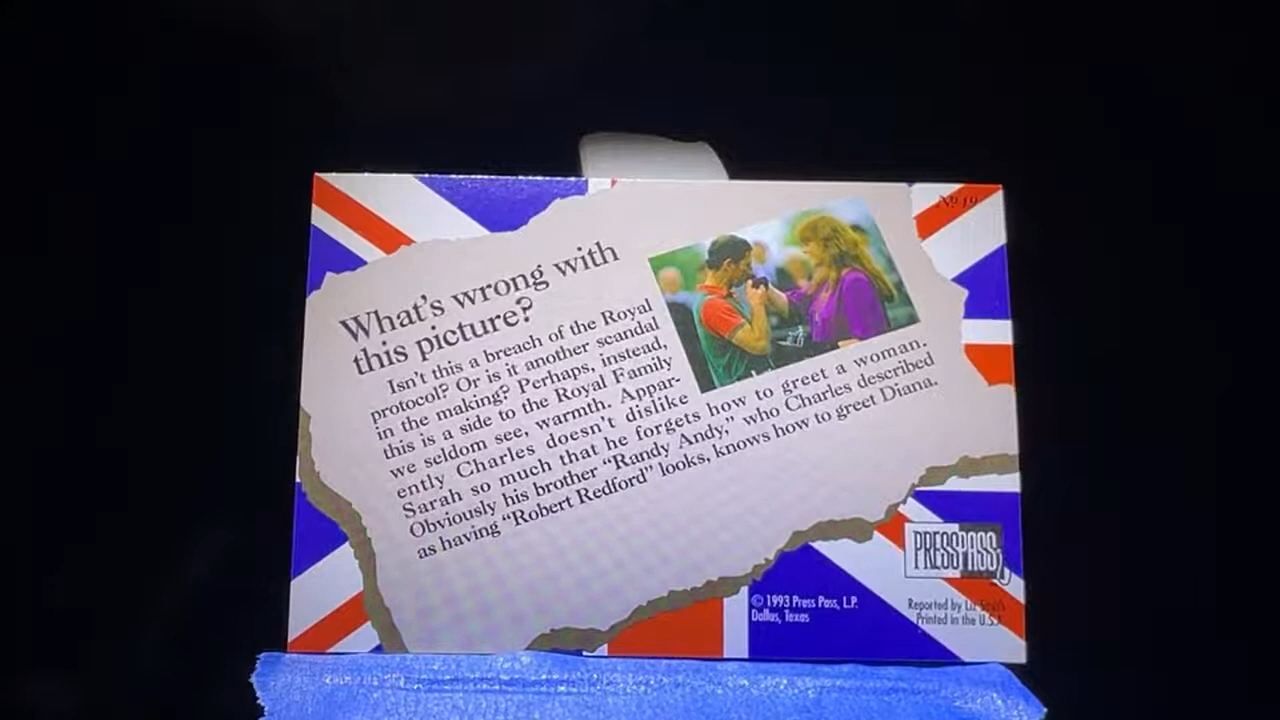 No 19
What's wrong with
this picture?
Isn't this a breach of the Royal
protocol? Or is it another scandal
in the making? Perhaps, instead,
this is a side to the Royal Family
we seldom see, warmth. Appar-
ently Charles doesn't dislike
Sarah so much that he forgets how to greet a woman.
Obviously his brother “Randy Andy,” who Charles described
as having “Robert Redford” looks, knows how to greet Diana.
PRESSPASS
© 1993 Press Pass, L.P.
Dallas, Texas
Reported by Liz Smith
Printed in the U.S.A